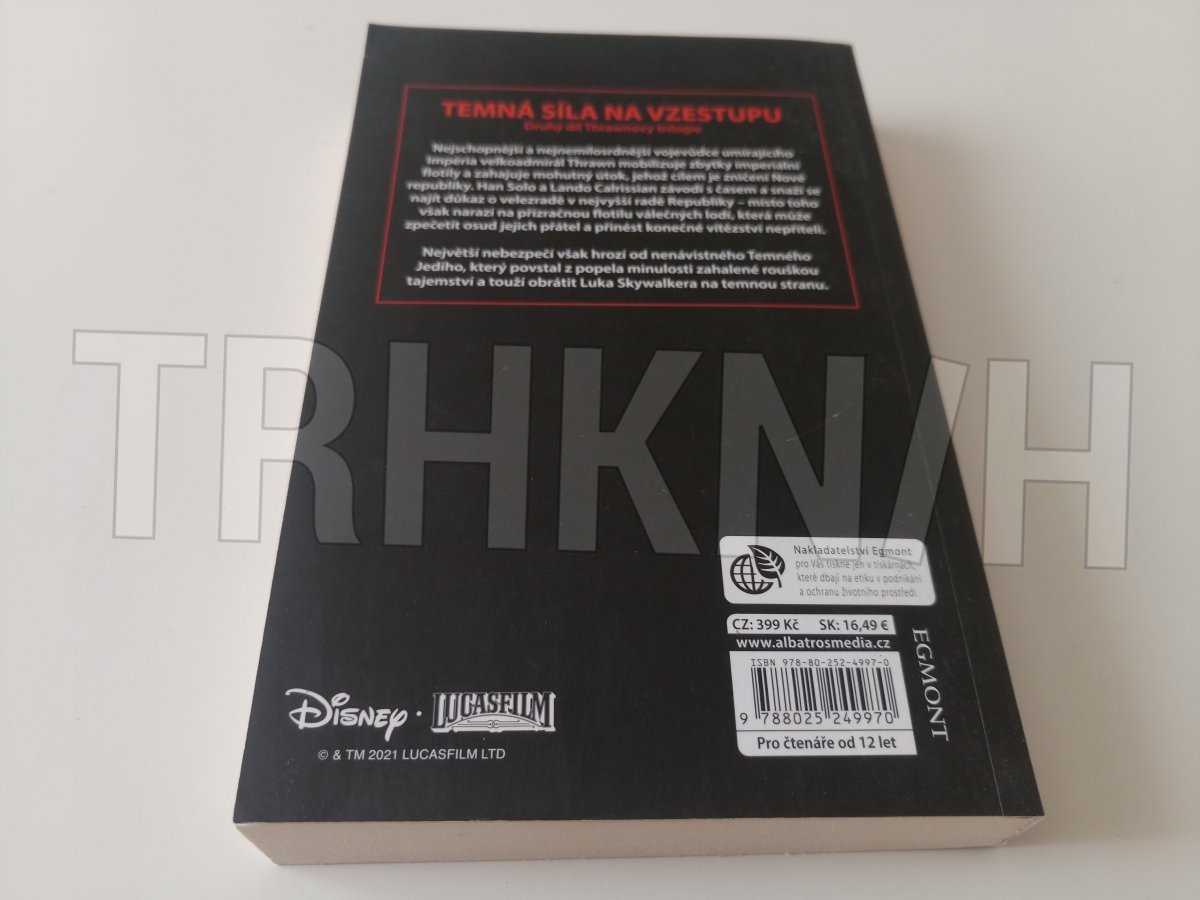 TEMNÁ SÍLA NA VZESTUPU
Druhý díl Thrawnovy trilogie
Nejschopnější a nejnemilosrdnější vojevůdce umírajícího
Impéria velkoadmirál Thrawn mobilizuje zbytky imperiální
flotily a zahajuje mohutný útok, jehož cílem je zničení Nové
republiky. Han Solo a Lando Calrissian závodí s časem a snaží se
najít důkaz o velezradě v nejvyšší radě Republiky – místo toho
však narazí na přízračnou flotilu válečných lodí, která může
zpečetit osud jejich přátel a přinést konečné vítězství nepříteli.
Největší nebezpečí však hrozí od nenávistného Temného
Jediho, který povstal z popela minulosti zahalené rouškou
tajemství a touží obrátit Luka Skywalkera na temnou stranu.
TRHKN/H
Nakladatelství Egmont
pro Vás tiskne jen v tiskárnách,
které dbají na etiku v podnikání
a ochranu životního prostředí.
CZ: 399 Kč SK: 16,49 €
www.albatrosmedia.cz
ISBN 978-80-252-4997-0
9 788025 249970
Pro čtenáře od 12 let
EGMONT
Disney · LUCASFILM
© & TM 2021 LUCASFILM LTD